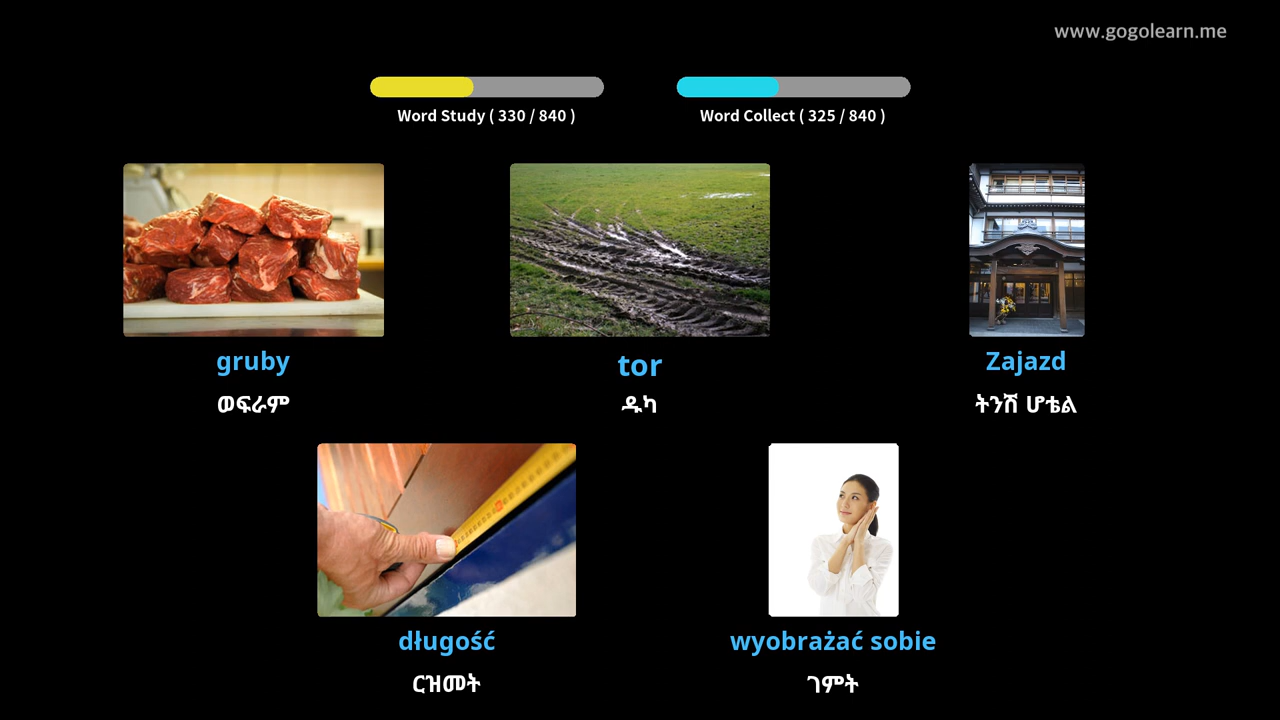 www.gogolearn.me
Word Study ( 330 / 840 )
Word Collect ( 325 / 840 )
gruby
ወፍራም
tor
ዱካ
Zajazd
ትንሽ ሆቴል
długość
ርዝመት
wyobrażać sobie
ገምት